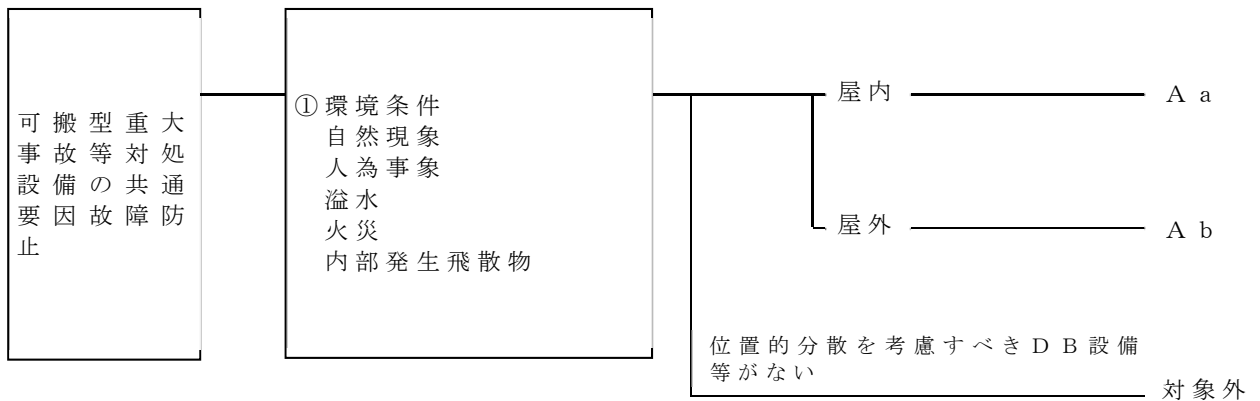 可搬型重大
事故等対処
設備の共通
要因故障防
止
①環境条件
自然現象
人為事象
溢水
火災
内部発生飛散物
屋内
Ａａ
屋外
Ａｂ
位置的分散を考慮すべきＤＢ設備
等がない
対象外